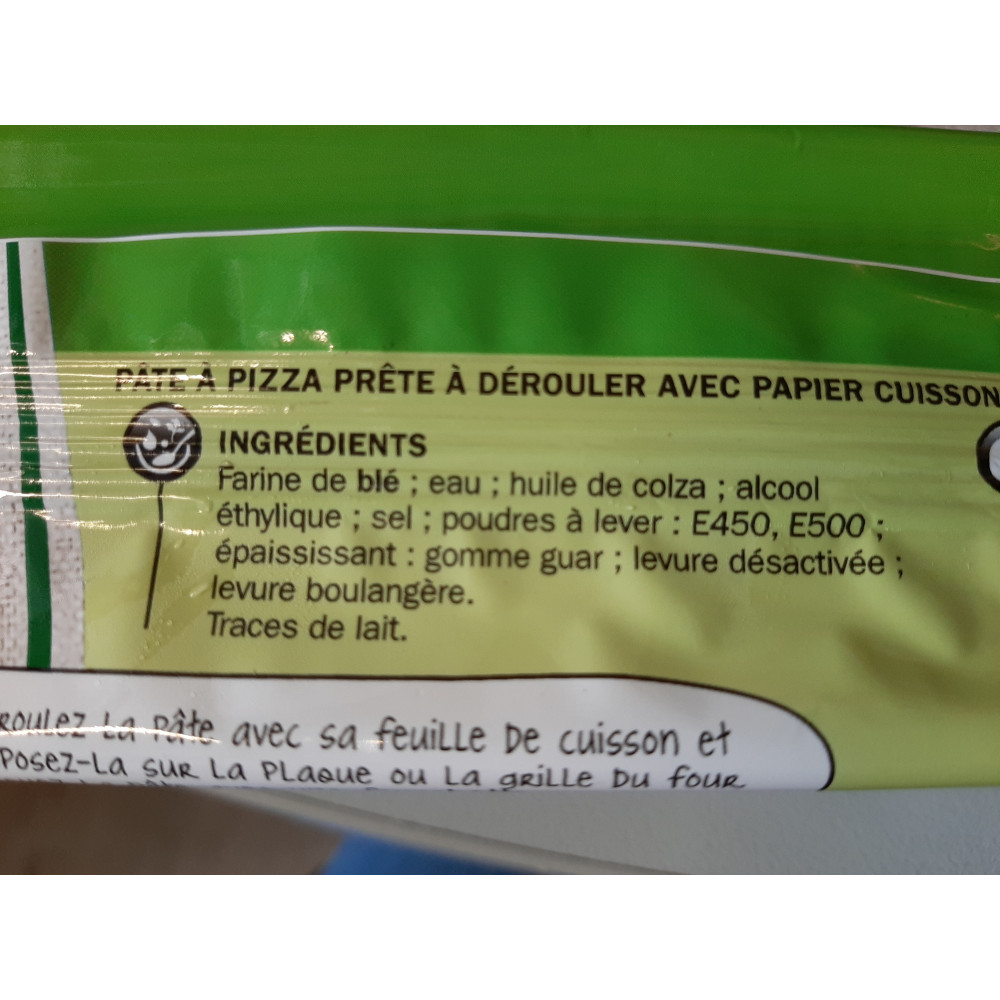 PÂTE À PIZZA PRÊTE À DÉROULER AVEC PAPIER CUISSON
INGRÉDIENTS
Farine de blé ; eau ; huile de colza ; alcool
éthylique ; sel ; poudres à lever : E450, E500 ;
épaississant : gomme guar ; levure désactivée ;
levure boulangère.
Traces de lait.
ROULEZ La Pâte avec sa feuille De cuisson et
POSEZ-La SUR La PLaQUE ou La GRILLE DU four